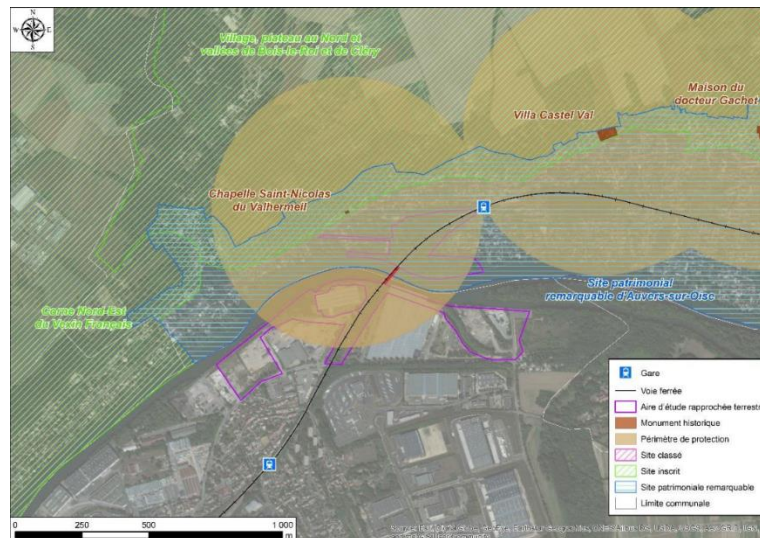 N
W E
S
Village, plateau au Nord et
vallées de Bois-le-Roi et de Cléry
Maison du
docteur Gachet
Villa Castel Val
Chapelle Saint-Nicolas
du Valhermeil
Corne Nord-Est
du Vexin Français
Site patrimonial
remarquable d'Auvers-sur-Oise
Gare
Voie ferrée
Aire d'étude rapprochée terrestre
Monument historique
Périmètre de protection
Site classé
Site inscrit
Site patrimoniale remarquable
Limite communale
0 250 500 1 000
m